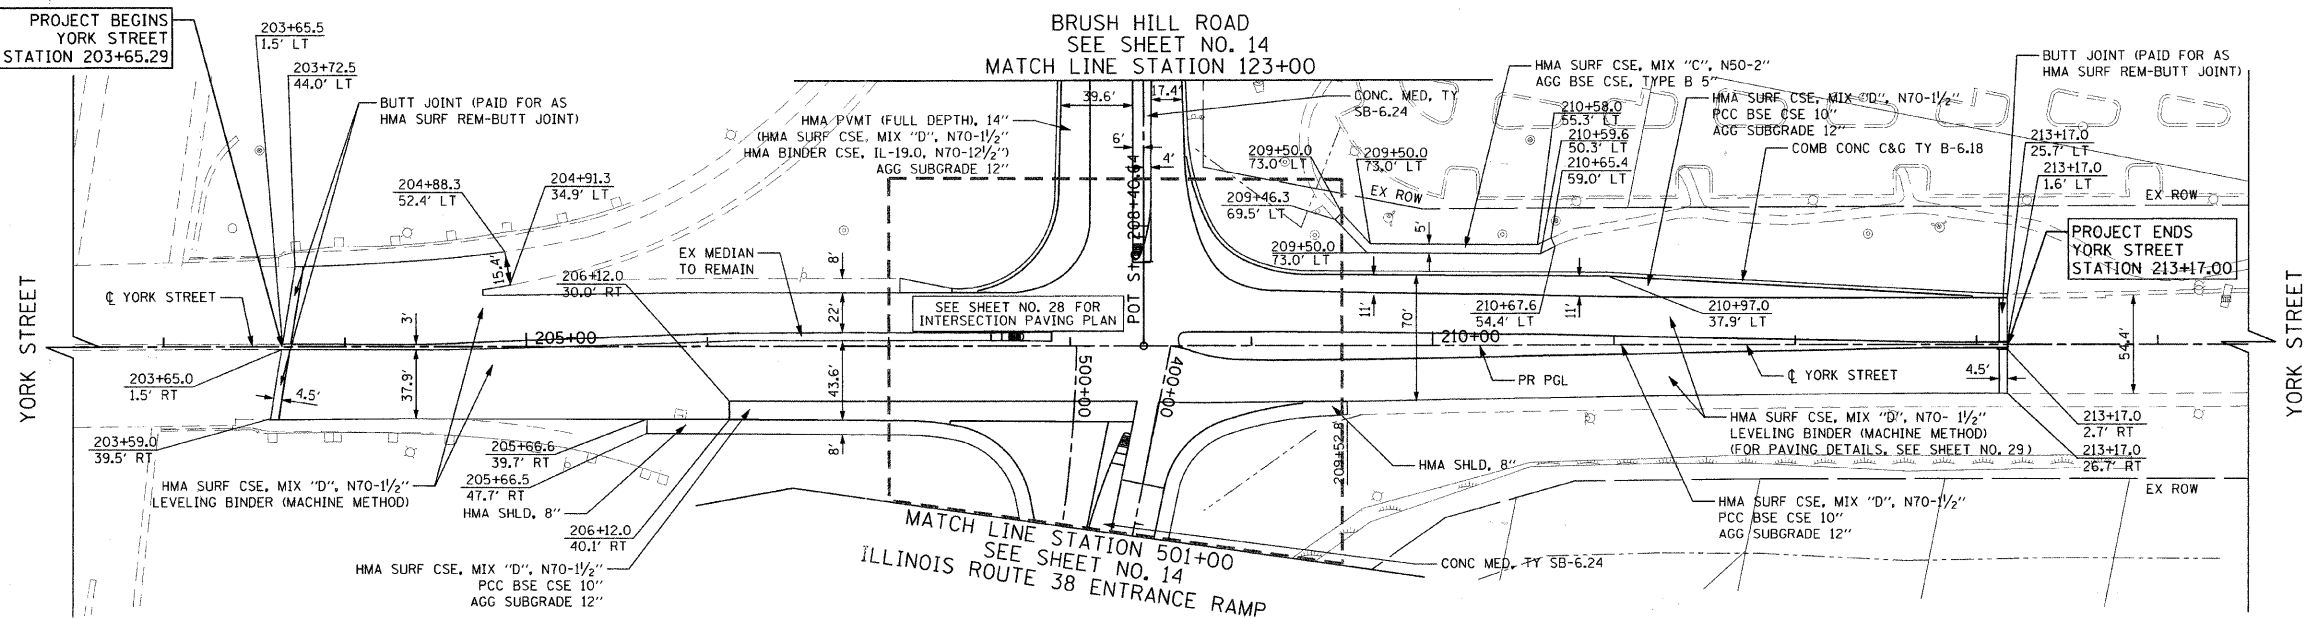 PROJECT BEGINS
YORK STREET
STATION 203+65.29
203+65.5
1.5' LT
203+72.5
44.0' LT
BUTT JOINT (PAID FOR AS
HMA SURF REM-BUTT JOINT)
204+88.3
52.4' LT
204+91.3
34.9' LT
15.4'
206+12.0
30.0' RT
EX MEDIAN
TO REMAIN
8'
22'
3'
℄ YORK STREET
YORK STREET
205+00
203+65.0
1.5' RT
4.5'
37.9'
43.6'
8'
203+59.0
39.5' RT
HMA SURF CSE, MIX "D", N70-1½"
LEVELING BINDER (MACHINE METHOD)
205+66.6
39.7' RT
205+66.5
47.7' RT
HMA SHLD, 8"
206+12.0
40.1' RT
HMA SURF CSE, MIX "D", N70-1½"
PCC BSE CSE 10"
AGG SUBGRADE 12"
BRUSH HILL ROAD
SEE SHEET NO. 14
MATCH LINE STATION 123+00
39.6'
17.4'
6'
4'
HMA PVMT (FULL DEPTH), 14"
(HMA SURF CSE, MIX "D", N70-1½"
HMA BINDER CSE, IL-19.0, N70-12½")
AGG SUBGRADE 12"
CONC. MED, TY
SB-6.24
POT Sta 208+40.64
SEE SHEET NO. 28 FOR
INTERSECTION PAVING PLAN
500+00
400+00
209+50.0
73.0' LT
209+50.0
73.0' LT
209+46.3
69.5' LT
209+50.0
73.0' LT
EX ROW
5'
HMA SURF CSE, MIX "C", N50-2"
AGG BSE CSE, TYPE B 5"
210+58.0
55.3' LT
210+59.6
50.3' LT
210+65.4
59.0' LT
HMA SURF CSE, MIX "D", N70-1½"
PCC BSE CSE 10"
AGG SUBGRADE 12"
COMB CONC C&G TY B-6.18
BUTT JOINT (PAID FOR AS
HMA SURF REM-BUTT JOINT)
213+17.0
25.7' LT
213+17.0
1.6' LT
EX ROW
PROJECT ENDS
YORK STREET
STATION 213+17.00
11'
70'
11'
210+67.6
54.4' LT
210+97.0
37.9' LT
210+00
PR PGL
℄ YORK STREET
54.4'
4.5'
YORK STREET
HMA SURF CSE, MIX "D", N70- 1½"
LEVELING BINDER (MACHINE METHOD)
(FOR PAVING DETAILS, SEE SHEET NO. 29)
213+17.0
2.7' RT
213+17.0
26.7' RT
EX ROW
209+52.8
HMA SHLD, 8"
HMA SURF CSE, MIX "D", N70-1½"
PCC BSE CSE 10"
AGG SUBGRADE 12"
CONC MED, TY SB-6.24
MATCH LINE STATION 501+00
SEE SHEET NO. 14
ILLINOIS ROUTE 38 ENTRANCE RAMP